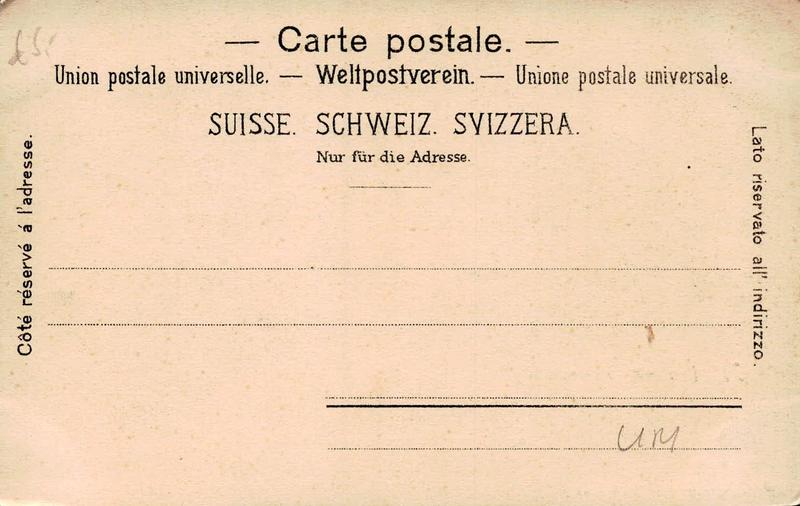 — Carte postale. —
Union postale universelle. — Weltpostverein. — Unione postale universale.
SUISSE. SCHWEIZ. SVIZZERA.
Nur für die Adresse.
Côté réservé á l'adresse.
Lato riservato all' indirizzo.